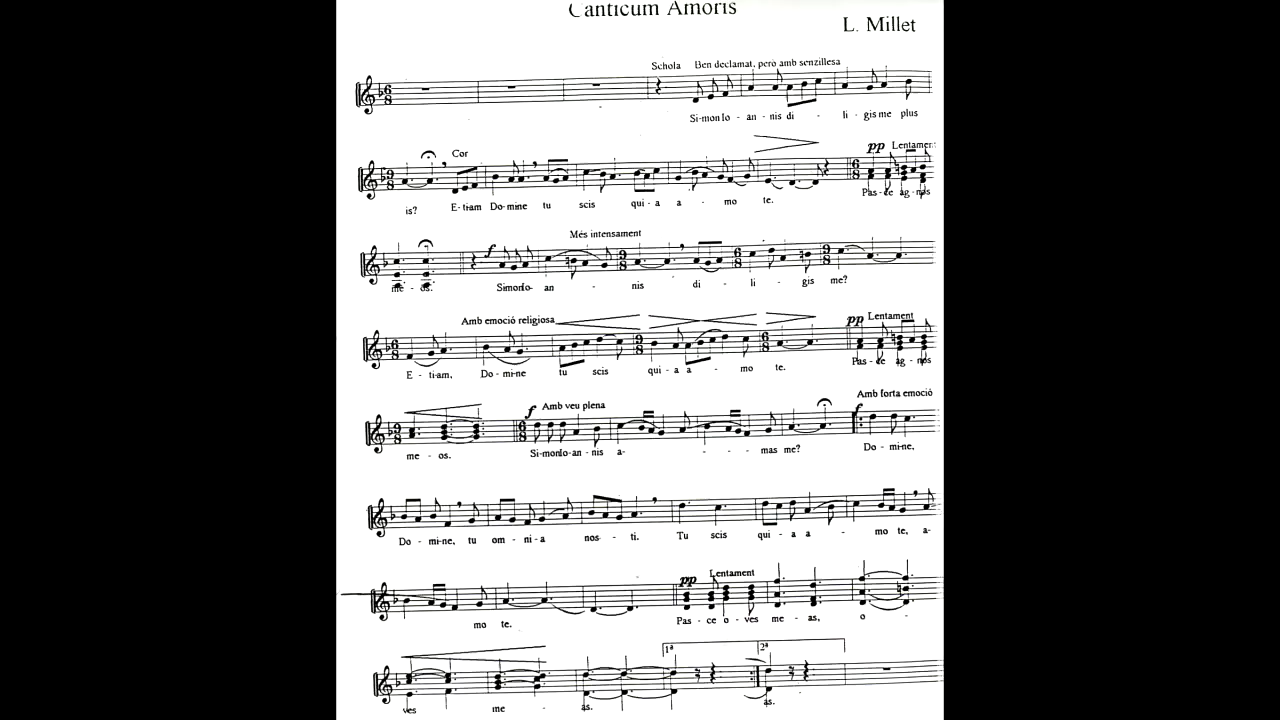 Canticum Amoris
L. Millet
Schola Ben declamat, però amb senzillesa
Si-mon Io - an - nis di - li - gis me plus
Cor
pp Lentament
is? E-tiam Do-mine tu scis qui-a a - mo te. Pas-ce ag-nos
Més intensament
f
me - os. Simon Io- an - nis di - li - gis me?
Amb emoció religiosa
pp Lentament
E - ti-am, Do-mi-ne tu scis qui-a a - mo te. Pas-ce ag-nos
f Amb veu plena
f Amb forta emoció
me - os. Si-mon Io-an-nis a- - - mas me? Do-mi-ne,
Do - mi-ne, tu om-ni-a nos-ti. Tu scis qui-a a - mo te, a-
pp Lentament
mo te. Pas-ce o-ves me-as, o -
1ª 2ª
ves me - as. as.